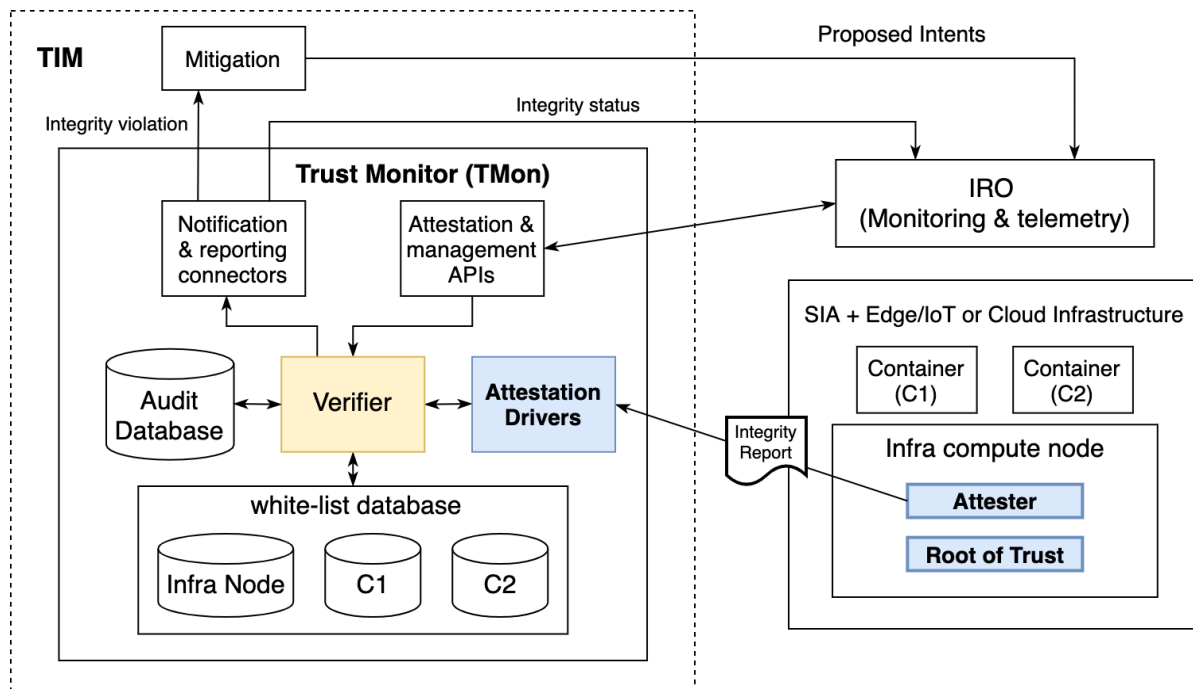 TIM
Mitigation
Proposed Intents
Integrity violation
Integrity status
Trust Monitor (TMon)
Notification
& reporting
connectors
Attestation &
management
APIs
IRO
(Monitoring & telemetry)
SIA + Edge/IoT or Cloud Infrastructure
Container
(C1)
Container
(C2)
Audit
Database
Verifier
Attestation
Drivers
Integrity
Report
Infra compute node
Attester
Root of Trust
white-list database
Infra Node
C1
C2